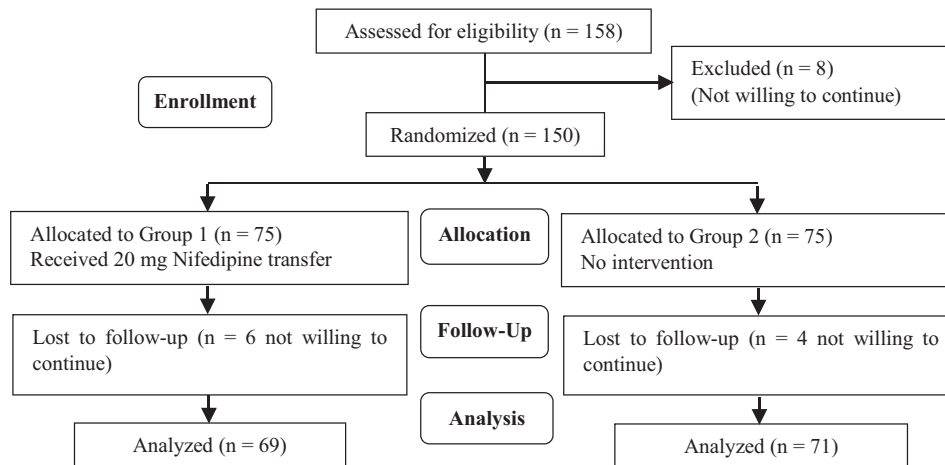 Assessed for eligibility (n = 158)
Excluded (n = 8)
(Not willing to continue)
Enrollment
Randomized (n = 150)
Allocated to Group 1 (n = 75)
Received 20 mg Nifedipine transfer
Allocation
Allocated to Group 2 (n = 75)
No intervention
Lost to follow-up (n = 6 not willing to
continue)
Follow-Up
Lost to follow-up (n = 4 not willing to
continue)
Analysis
Analyzed (n = 69)
Analyzed (n = 71)